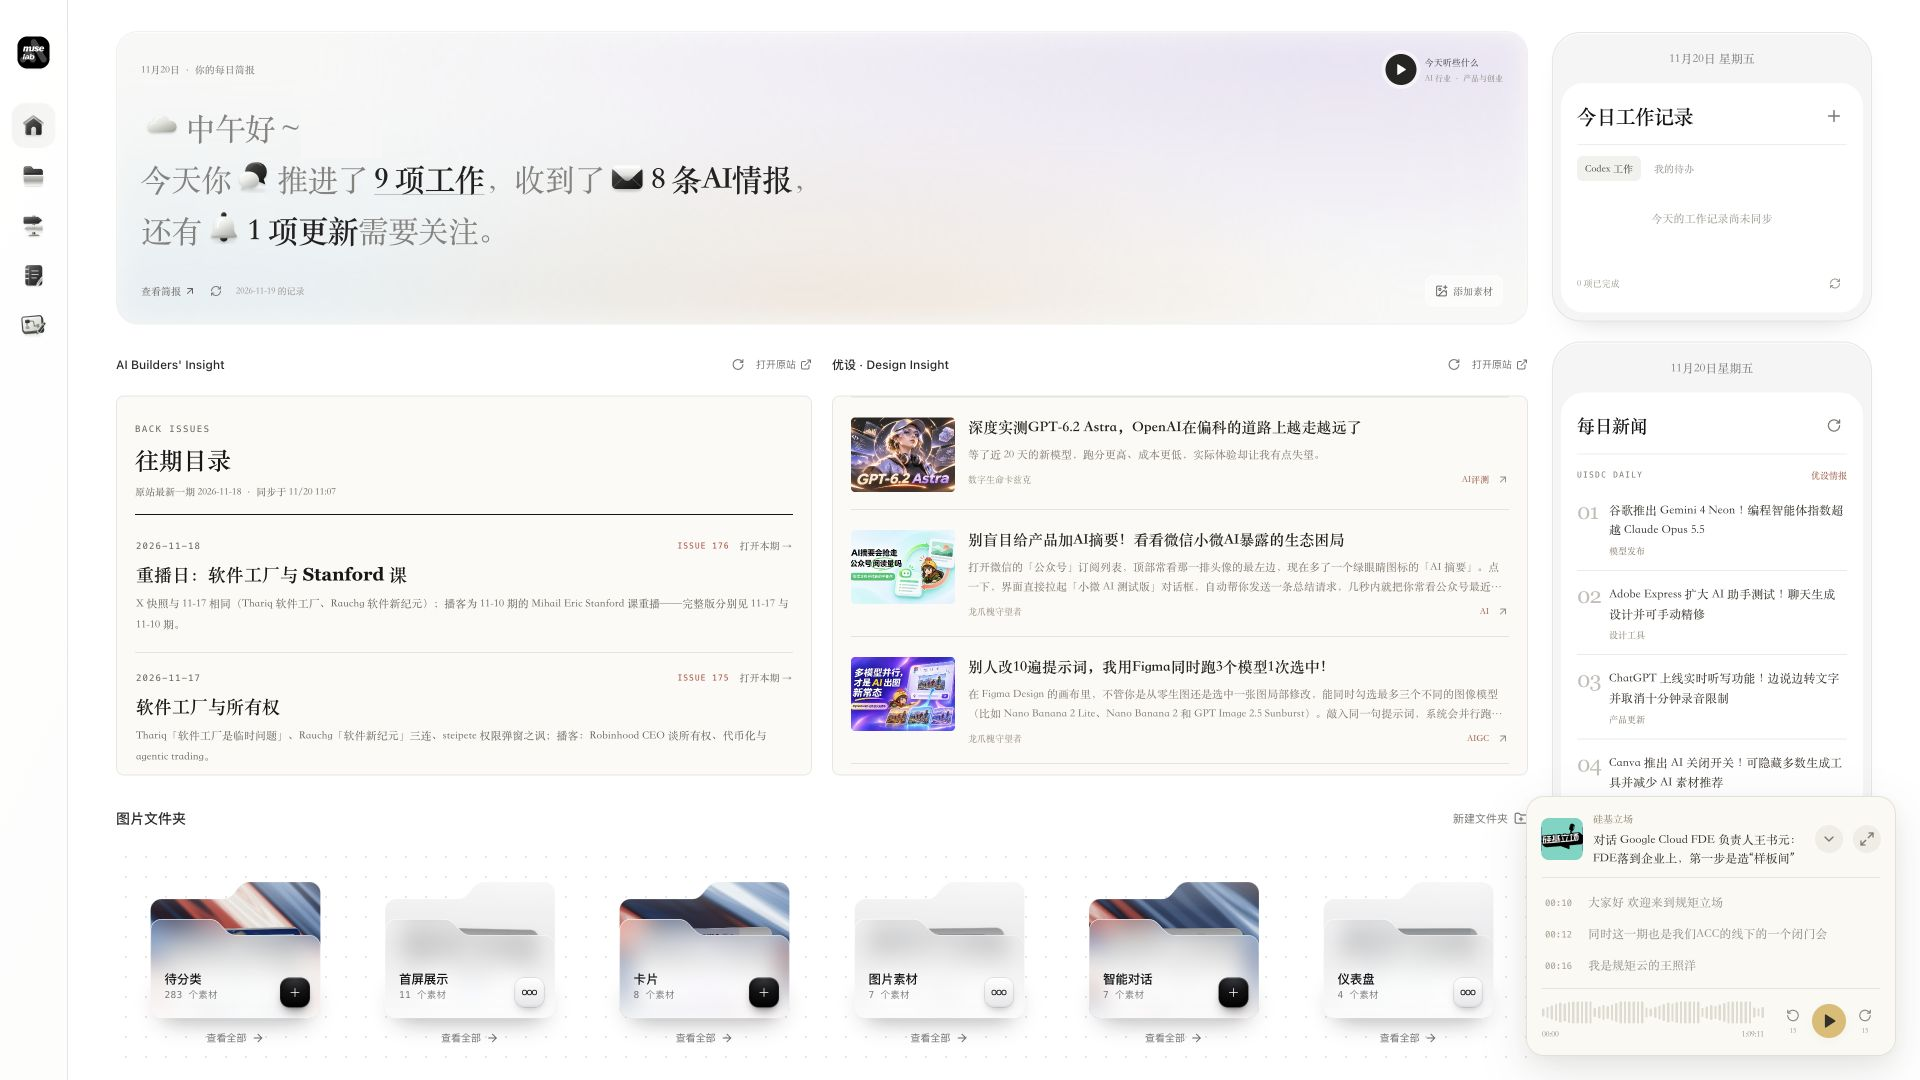 muse
lab
11月20日 · 你的每日简报
今天听些什么
AI 行业 · 产品与创业
中午好 ~
今天你 推进了 9 项工作，收到了 8 条AI情报，
还有 1 项更新需要关注。
查看简报
2026-11-19 的记录
添加素材
11月20日 星期五
今日工作记录
Codex 工作
我的待办
今天的工作记录尚未同步
0 项已完成
AI Builders' Insight
打开原站
BACK ISSUES
往期目录
原站最新一期 2026-11-18 · 同步于 11/20 11:07
2026-11-18
ISSUE 176 打开本期 →
重播日：软件工厂与 Stanford 课
X 快照与 11-17 相同（Thariq 软件工厂、Rauchg 软件新纪元）；播客为 11-10 期的 Mihail Eric Stanford 课重播——完整版分别见 11-17 与
11-10 期。
2026-11-17
ISSUE 175 打开本期 →
软件工厂与所有权
Thariq「软件工厂是临时问题」、Rauchg「软件新纪元」三连、steipete 权限弹窗之讽；播客：Robinhood CEO 谈所有权、代币化与
agentic trading。
优设 · Design Insight
打开原站
GPT-6.2 Astra
深度实测GPT-6.2 Astra，OpenAI在偏科的道路上越走越远了
等了近 20 天的新模型，跑分更高、成本更低，实际体验却让我有点失望。
数字生命卡兹克
AI评测
AI摘要会抢走
公众号阅读量吗
别盲目给产品加AI摘要！看看微信小微AI暴露的生态困局
打开微信的「公众号」订阅列表，顶部常看那一排头像的最左边，现在多了一个绿眼睛图标的「AI 摘要」。点
一下，界面直接拉起「小微 AI 测试版」对话框，自动帮你发送一条总结请求，几秒内就把你常看公众号最近…
龙爪槐守望者
AI
多模型并行，
才是 AI 出图
新常态
别人改10遍提示词，我用Figma同时跑3个模型1次选中！
在 Figma Design 的画布里，不管你是从零生图还是选中一张图局部修改，能同时勾选最多三个不同的图像模型
（比如 Nano Banana 2 Lite、Nano Banana 2 和 GPT Image 2.5 Sunburst）。敲入同一句提示词，系统会并行跑…
龙爪槐守望者
AIGC
11月20日星期五
每日新闻
UISDC DAILY
优设情报
01
谷歌推出 Gemini 4 Neon！编程智能体指数超
越 Claude Opus 5.5
模型发布
02
Adobe Express 扩大 AI 助手测试！聊天生成
设计并可手动精修
设计工具
03
ChatGPT 上线实时听写功能！边说边转文字
并取消十分钟录音限制
产品更新
04
Canva 推出 AI 关闭开关！可隐藏多数生成工
具并减少 AI 素材推荐
图片文件夹
新建文件夹
待分类
283 个素材
查看全部 →
首屏展示
11 个素材
查看全部 →
卡片
8 个素材
查看全部 →
图片素材
7 个素材
查看全部 →
智能对话
7 个素材
查看全部 →
仪表盘
4 个素材
查看全部 →
硅基立场
硅基立场
对话 Google Cloud FDE 负责人王书元：
FDE落到企业上，第一步是造“样板间”
00:10 大家好 欢迎来到规矩立场
00:12 同时这一期也是我们ACC的线下的一个闭门会
00:16 我是规矩云的王照洋
00:00
1:09:11
15
15